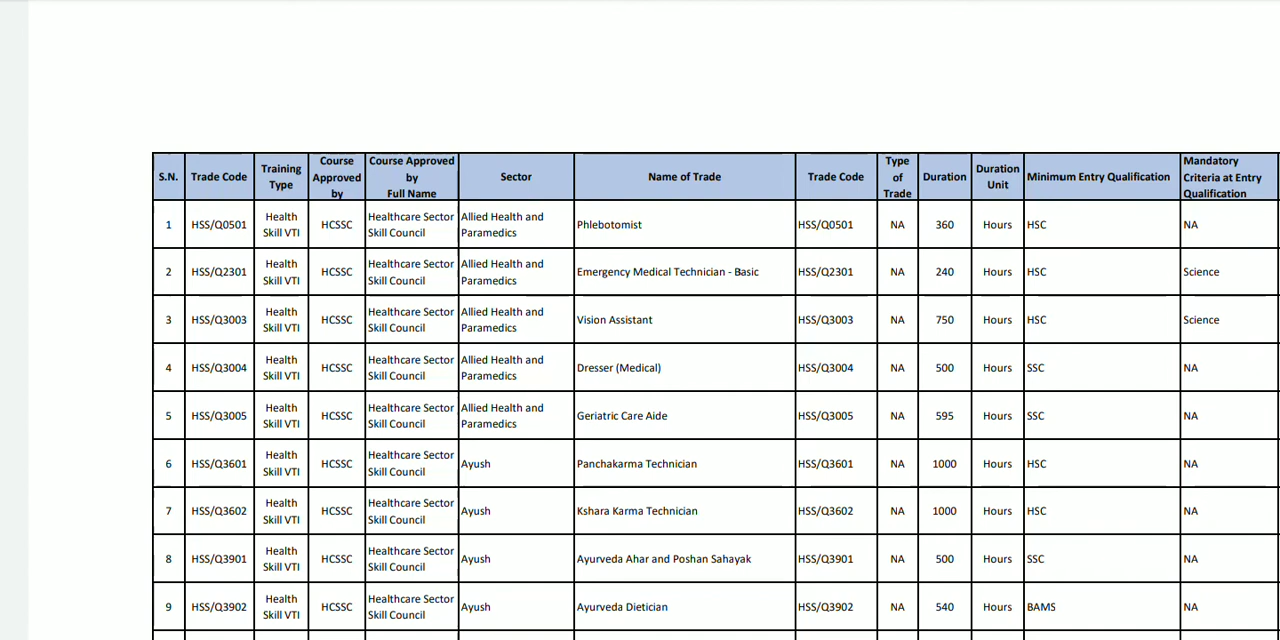 S.N. Trade Code Training Type Course Approved by Course Approved by Full Name Sector Name of Trade Trade Code Type of Trade Duration Duration Unit Minimum Entry Qualification Mandatory Criteria at Entry Qualification
1 HSS/Q0501 Health Skill VTI HCSSC Healthcare Sector Skill Council Allied Health and Paramedics Phlebotomist HSS/Q0501 NA 360 Hours HSC NA
2 HSS/Q2301 Health Skill VTI HCSSC Healthcare Sector Skill Council Allied Health and Paramedics Emergency Medical Technician - Basic HSS/Q2301 NA 240 Hours HSC Science
3 HSS/Q3003 Health Skill VTI HCSSC Healthcare Sector Skill Council Allied Health and Paramedics Vision Assistant HSS/Q3003 NA 750 Hours HSC Science
4 HSS/Q3004 Health Skill VTI HCSSC Healthcare Sector Skill Council Allied Health and Paramedics Dresser (Medical) HSS/Q3004 NA 500 Hours SSC NA
5 HSS/Q3005 Health Skill VTI HCSSC Healthcare Sector Skill Council Allied Health and Paramedics Geriatric Care Aide HSS/Q3005 NA 595 Hours SSC NA
6 HSS/Q3601 Health Skill VTI HCSSC Healthcare Sector Skill Council Ayush Panchakarma Technician HSS/Q3601 NA 1000 Hours HSC NA
7 HSS/Q3602 Health Skill VTI HCSSC Healthcare Sector Skill Council Ayush Kshara Karma Technician HSS/Q3602 NA 1000 Hours HSC NA
8 HSS/Q3901 Health Skill VTI HCSSC Healthcare Sector Skill Council Ayush Ayurveda Ahar and Poshan Sahayak HSS/Q3901 NA 500 Hours SSC NA
9 HSS/Q3902 Health Skill VTI HCSSC Healthcare Sector Skill Council Ayush Ayurveda Dietician HSS/Q3902 NA 540 Hours BAMS NA